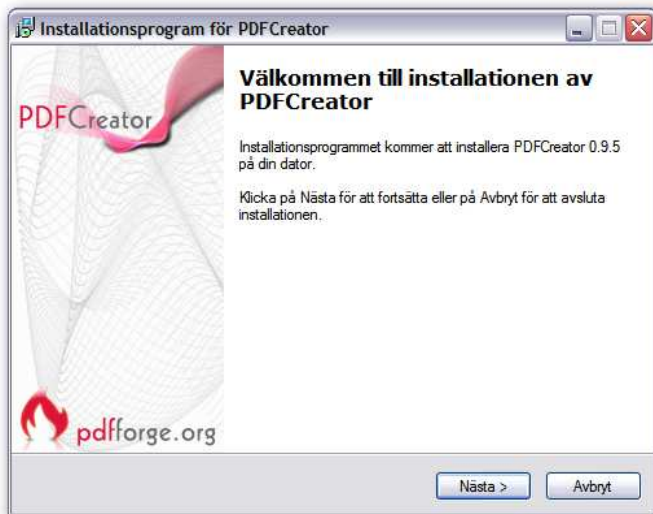 Installationsprogram för PDFCreator
PDFCreator
Välkommen till installationen av
PDFCreator
Installationsprogrammet kommer att installera PDFCreator 0.9.5
på din dator.
Klicka på Nästa för att fortsätta eller på Avbryt för att avsluta
installationen.
pdfforge.org
Nästa >
Avbryt